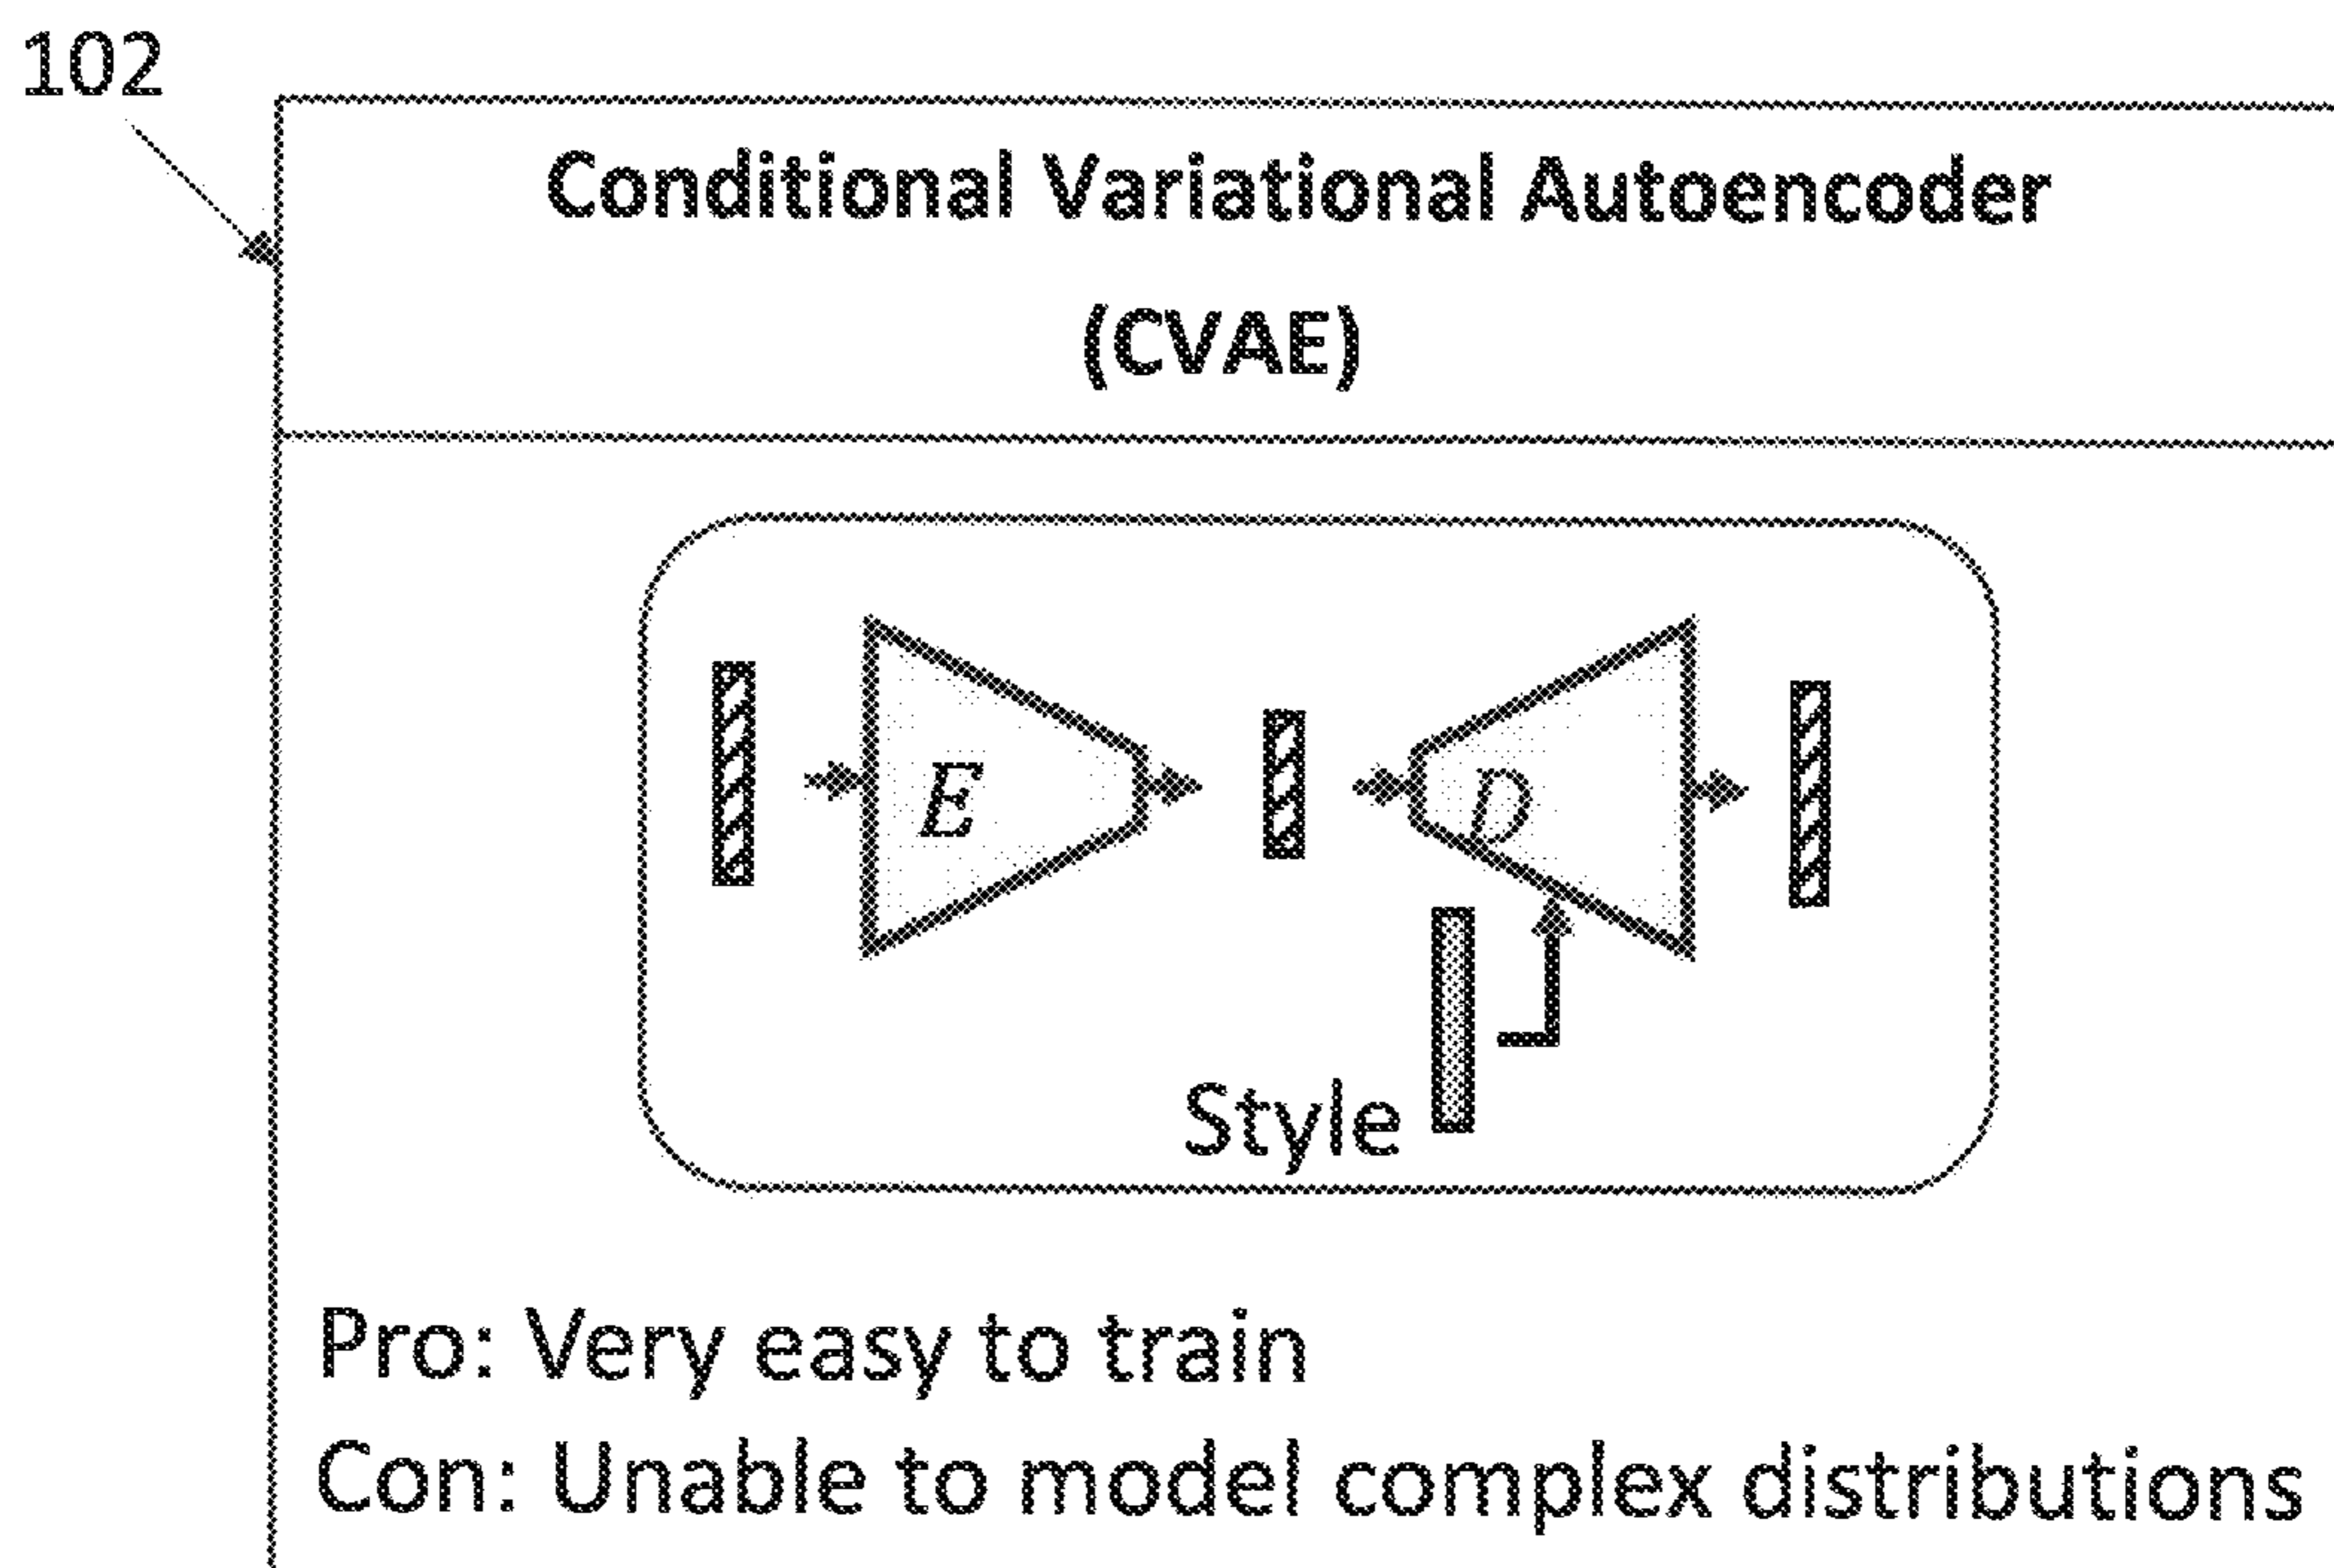 102
Conditional Variational Autoencoder
(CVAE)
E
D
Style
Pro: Very easy to train
Con: Unable to model complex distributions